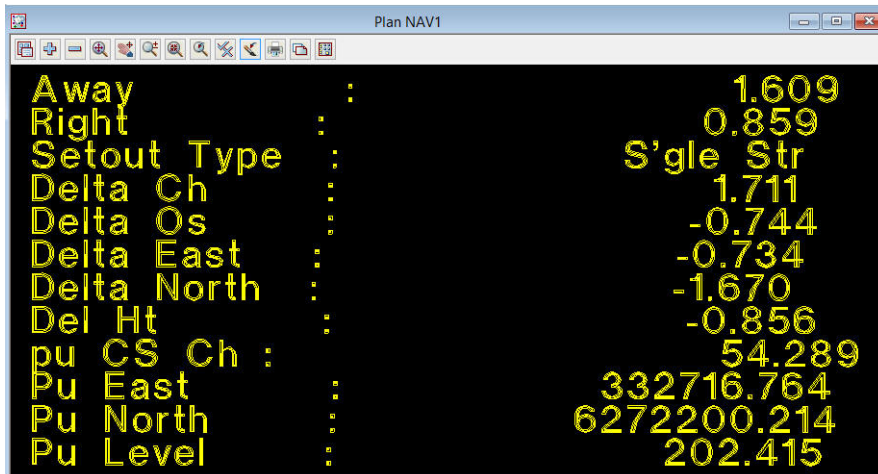 Plan NAV1
Away : 1.609
Right : 0.859
Setout Type : S'gle Str
Delta Ch : 1.711
Delta Os : -0.744
Delta East : -0.734
Delta North : -1.670
Del Ht : -0.856
pu CS Ch : 54.289
Pu East : 332716.764
Pu North : 6272200.214
Pu Level : 202.415